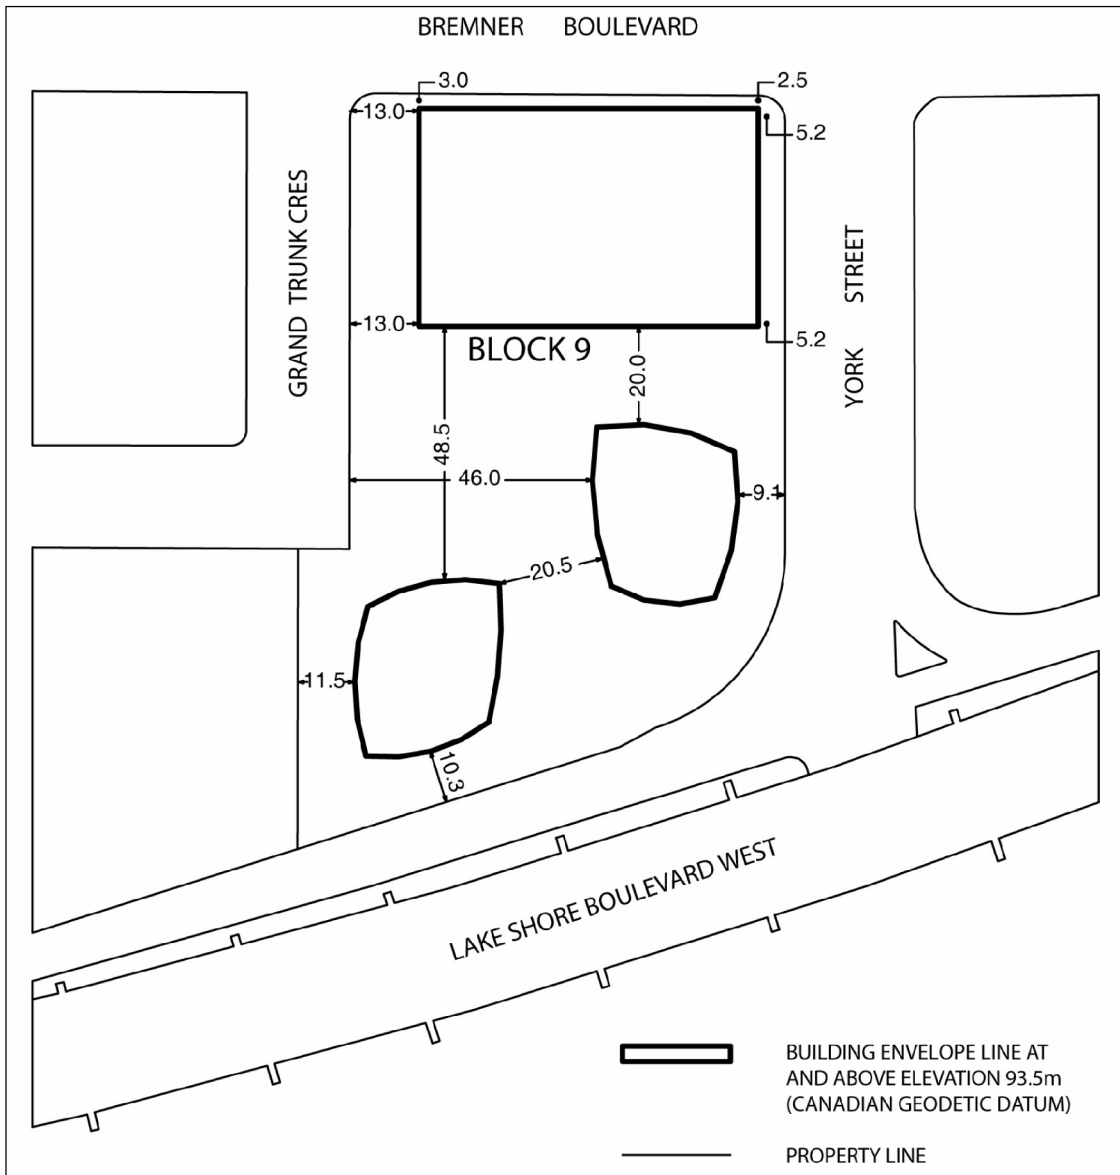 BREMNER BOULEVARD
3.0
2.5
13.0
5.2
GRAND TRUNK CRES
YORK STREET
13.0
5.2
BLOCK 9
20.0
48.5
46.0
9.1
20.5
11.5
10.3
LAKE SHORE BOULEVARD WEST
BUILDING ENVELOPE LINE AT
AND ABOVE ELEVATION 93.5m
(CANADIAN GEODETIC DATUM)
PROPERTY LINE